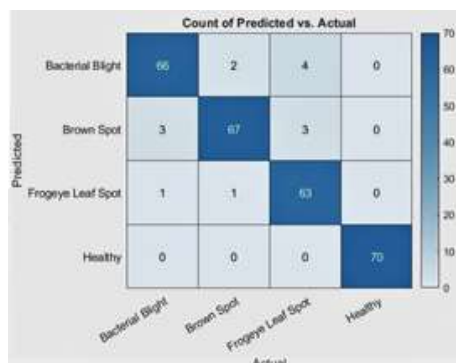 Count of Predicted vs. Actual
Bacterial Blight 66 2 4 0
Brown Spot 3 67 3 0
Frogeye Leaf Spot 1 1 63 0
Healthy 0 0 0 70
Predicted
Bacterial Blight Brown Spot Frogeye Leaf Spot Healthy
Actual
70
60
50
40
30
20
10
0